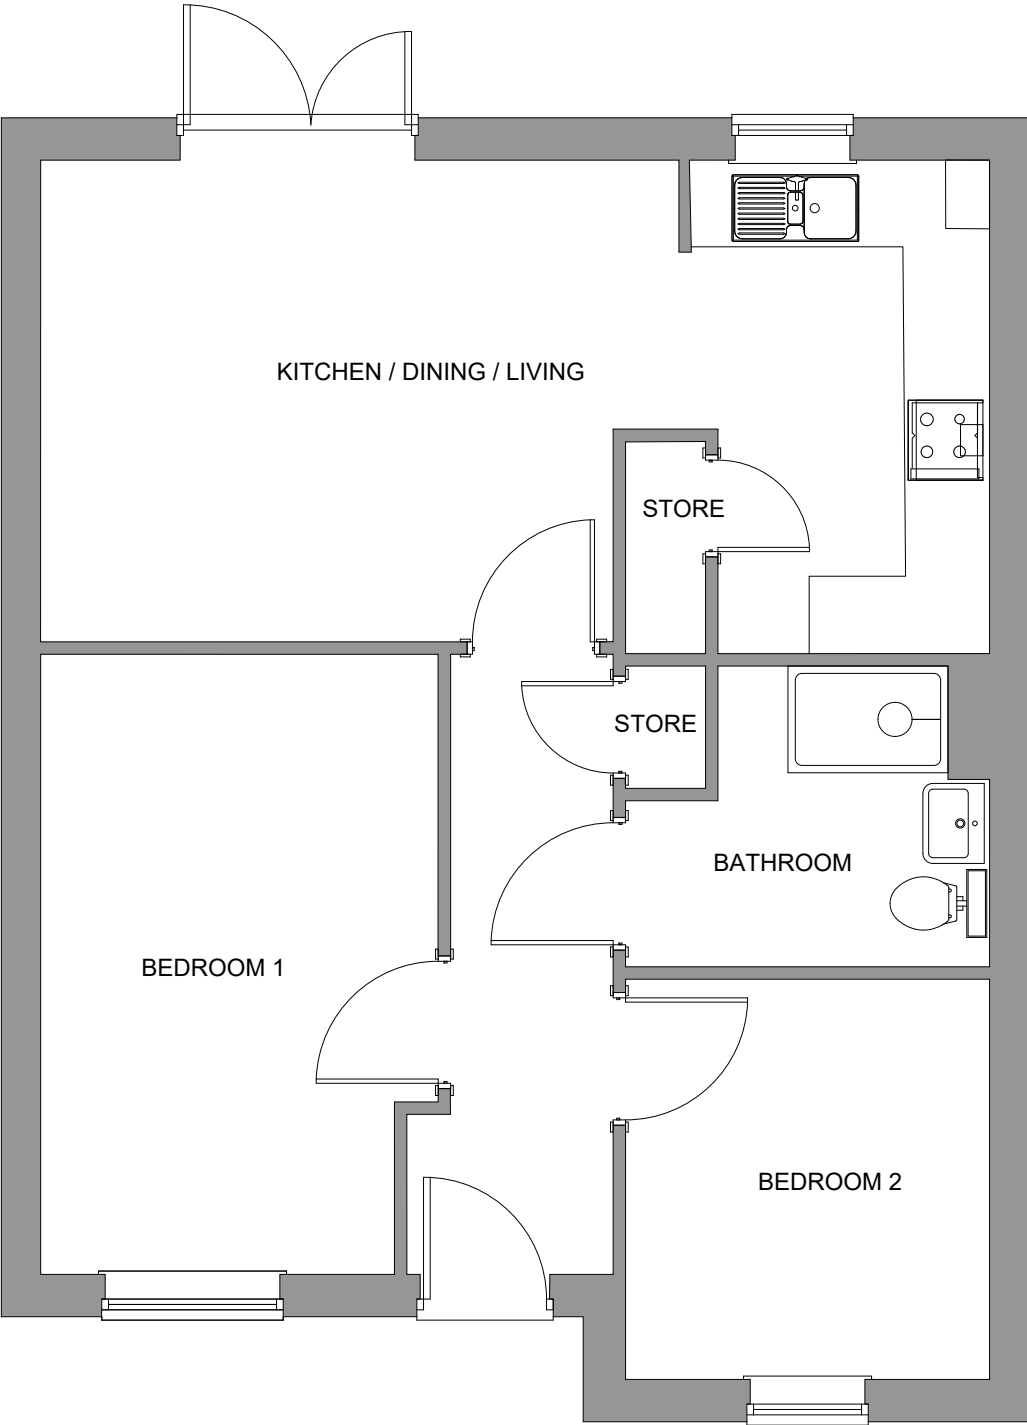 KITCHEN / DINING / LIVING
STORE
STORE
BATHROOM
BEDROOM 1
BEDROOM 2